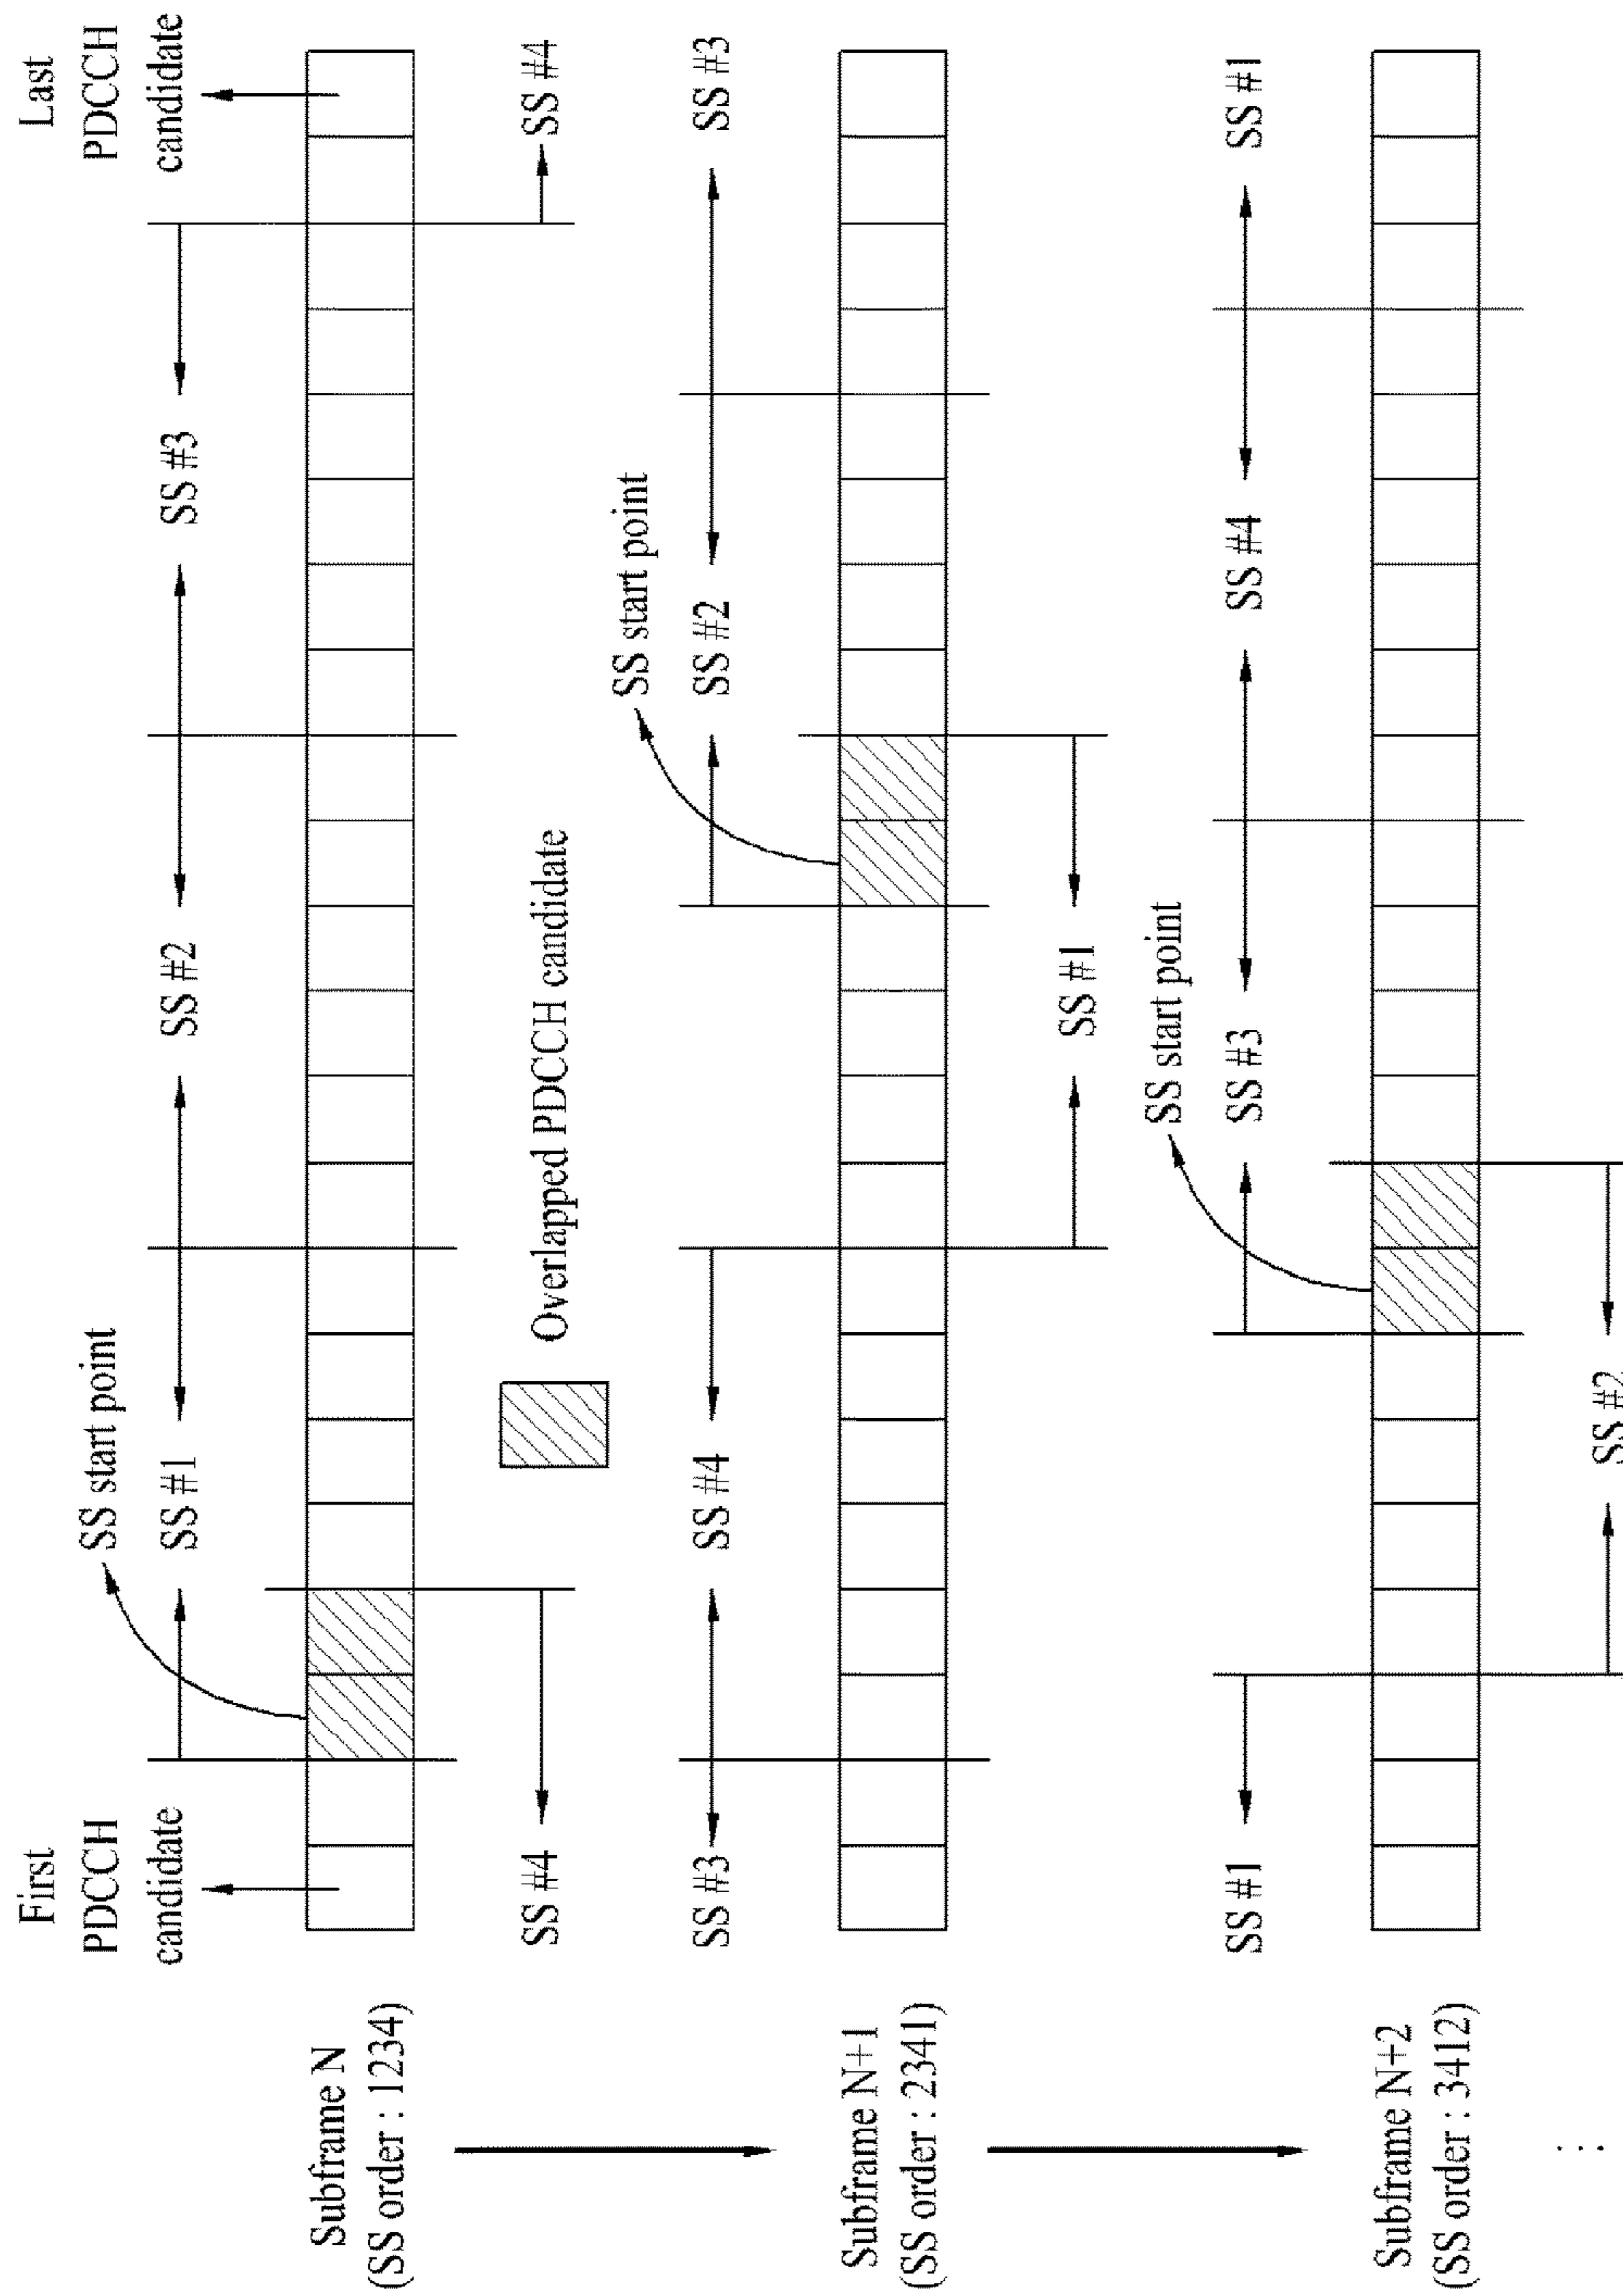 First
PDCCH
candidate
SS start point
SS #1
SS #2
SS #3
Last
PDCCH
candidate
Subframe N
(SS order : 1234)
SS #4
Overlapped PDCCH candidate
SS #4
SS start point
SS #3
SS #4
SS #2
SS #3
Subframe N+1
(SS order : 2341)
SS #1
SS start point
SS #1
SS #3
SS #4
SS #1
Subframe N+2
(SS order : 3412)
SS #2